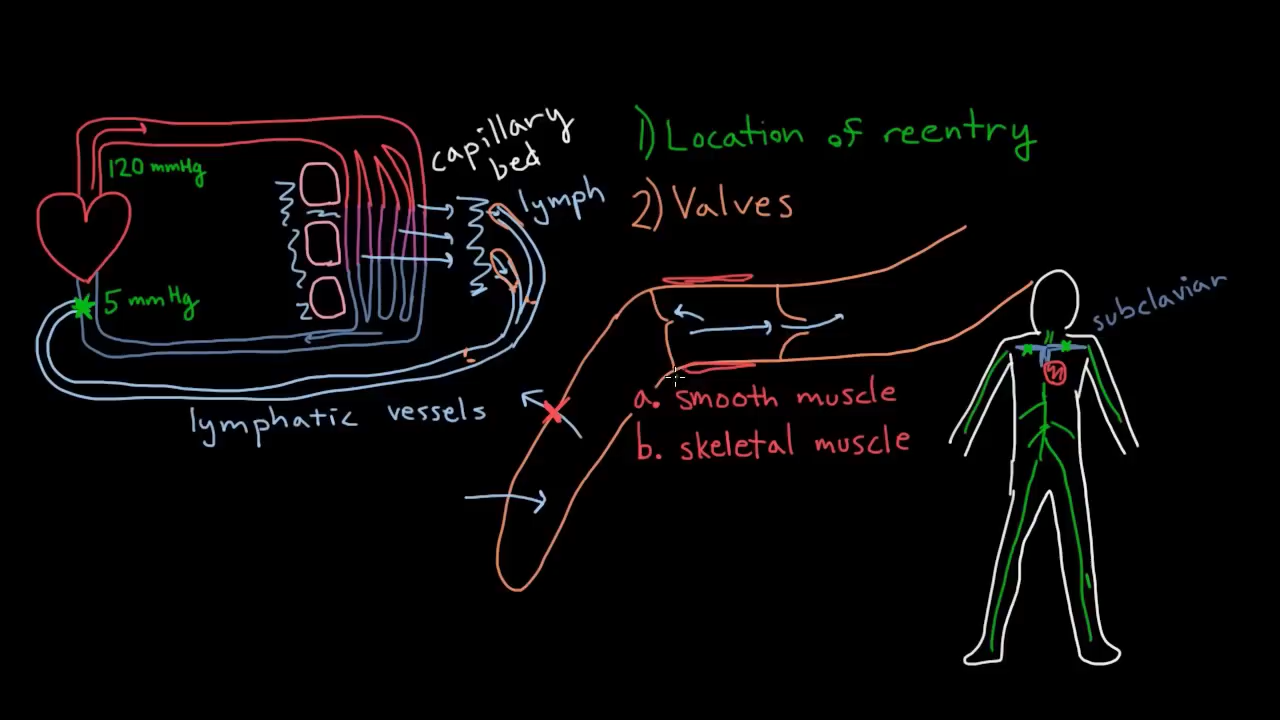 120 mmHg
5 mmHg
capillary
bed
lymph
lymphatic vessels
1) Location of reentry
2) Valves
a. smooth muscle
b. skeletal muscle
subclavian